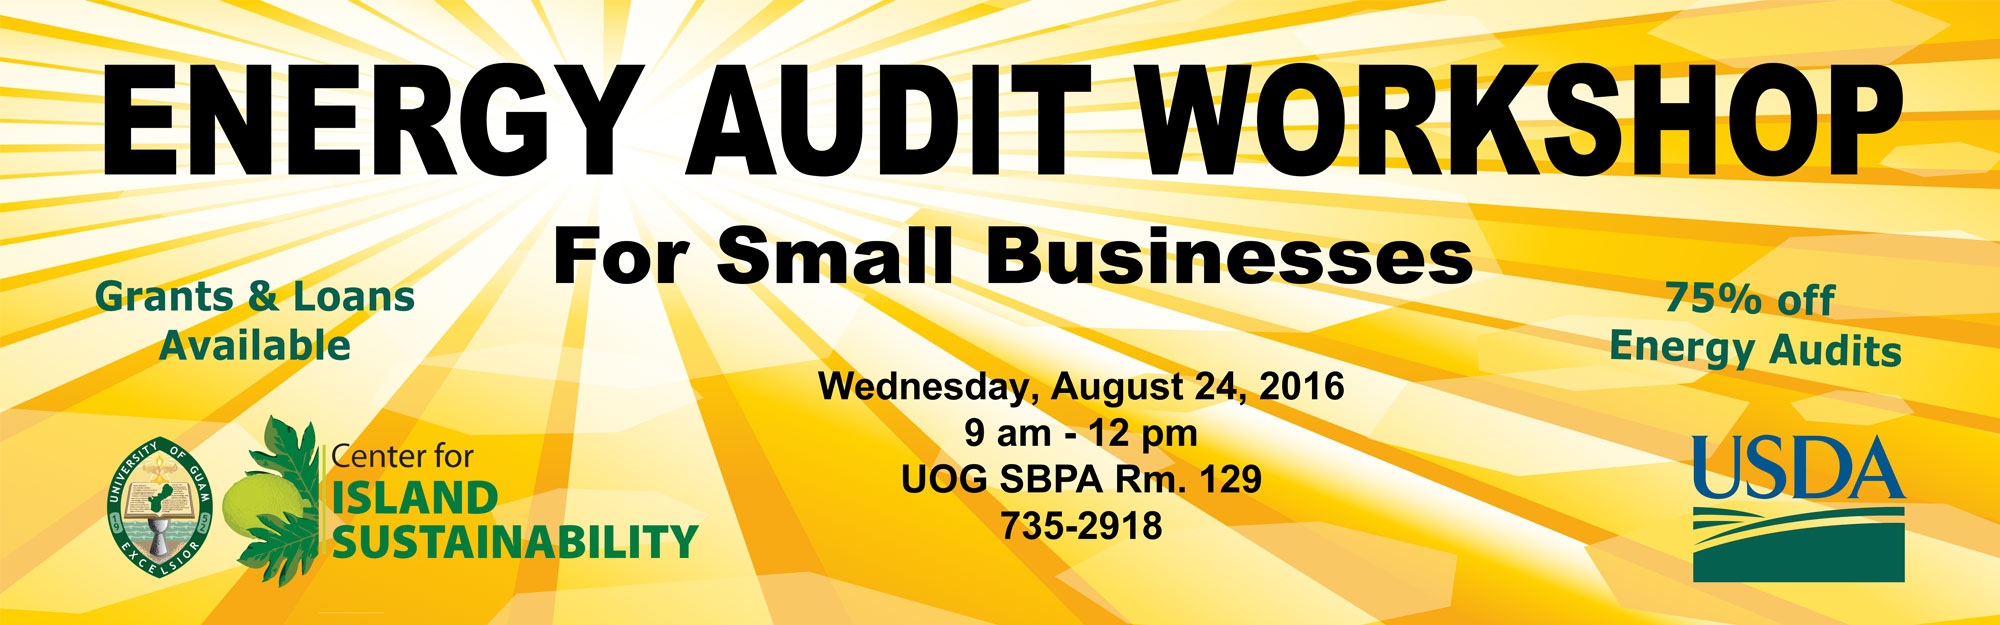 ENERGY AUDIT WORKSHOP
For Small Businesses
Grants & Loans
Available
75% off
Energy Audits
Wednesday, August 24, 2016
9 am - 12 pm
UOG SBPA Rm. 129
735-2918
UNIVERSITY OF GUAM
1952
EXCELSIOR
Center for
ISLAND
SUSTAINABILITY
USDA